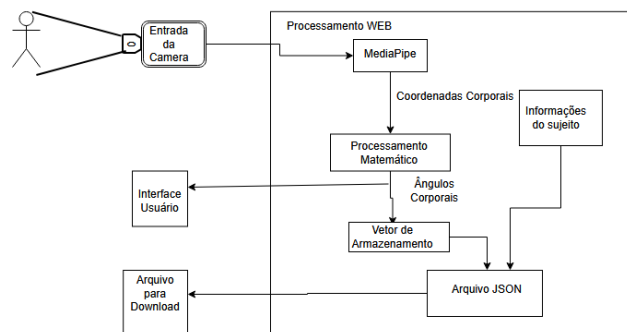 Entrada
da
Camera
Processamento WEB
MediaPipe
Coordenadas Corporais
Informações
do sujeito
Processamento
Matemático
Ângulos
Corporais
Interface
Usuário
Vetor de
Armazenamento
Arquivo JSON
Arquivo
para
Download